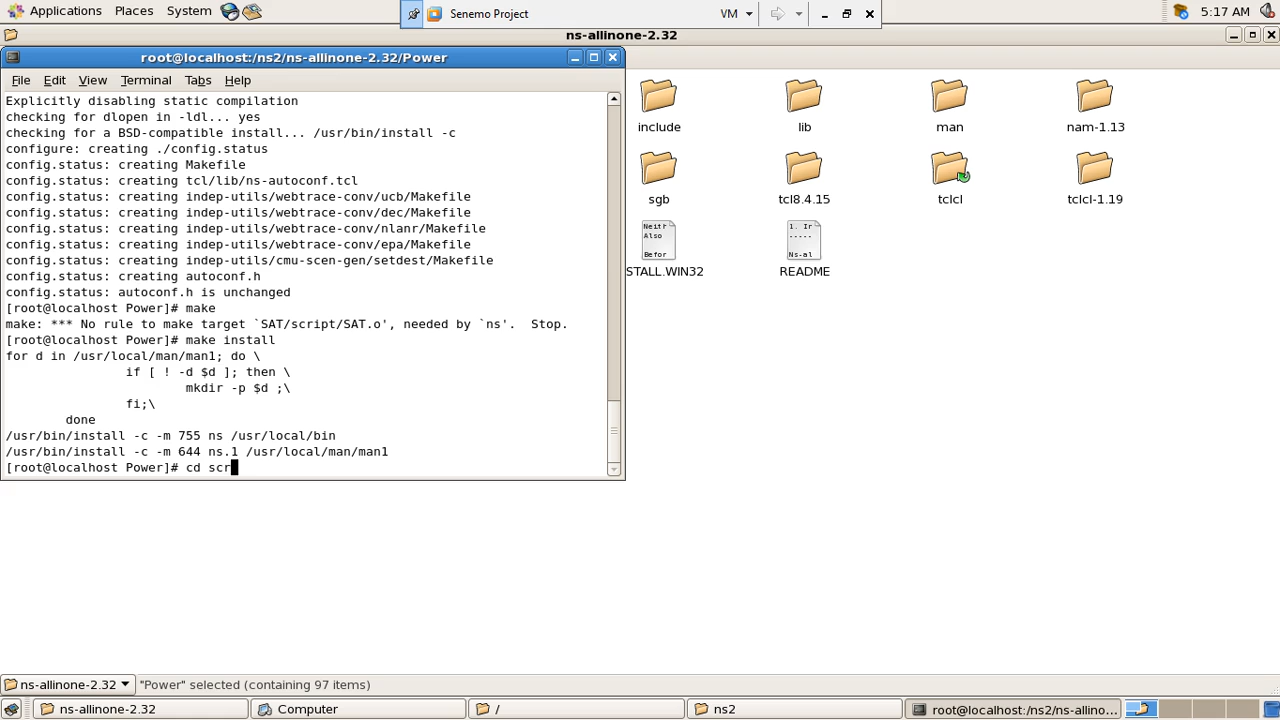 Applications Places System
Senemo Project
VM
5:17 AM
ns-allinone-2.32
root@localhost:/ns2/ns-allinone-2.32/Power
File Edit View Terminal Tabs Help
Explicitly disabling static compilation
checking for dlopen in -ldl... yes
checking for a BSD-compatible install... /usr/bin/install -c
configure: creating ./config.status
config.status: creating Makefile
config.status: creating tcl/lib/ns-autoconf.tcl
config.status: creating indep-utils/webtrace-conv/ucb/Makefile
config.status: creating indep-utils/webtrace-conv/dec/Makefile
config.status: creating indep-utils/webtrace-conv/nlanr/Makefile
config.status: creating indep-utils/webtrace-conv/epa/Makefile
config.status: creating indep-utils/cmu-scen-gen/setdest/Makefile
config.status: creating autoconf.h
config.status: autoconf.h is unchanged
[root@localhost Power]# make
make: *** No rule to make target `SAT/script/SAT.o', needed by `ns'.  Stop.
[root@localhost Power]# make install
for d in /usr/local/man/man1; do \
if [ ! -d $d ]; then \
mkdir -p $d ;\
fi;\
done
/usr/bin/install -c -m 755 ns /usr/local/bin
/usr/bin/install -c -m 644 ns.1 /usr/local/man/man1
[root@localhost Power]# cd scr
include
lib
man
nam-1.13
sgb
tcl8.4.15
tclcl
tclcl-1.19
Neitr
Also
Befor
STALL.WIN32
1. Ir
-----
Ns-al
README
ns-allinone-2.32
"Power" selected (containing 97 items)
ns-allinone-2.32
Computer
/
ns2
root@localhost:/ns2/ns-allino...